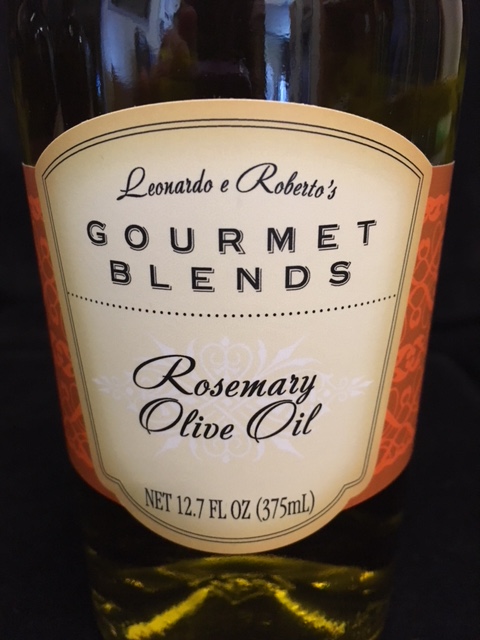 Leonardo e Roberto's
GOURMET
BLENDS
Rosemary
Olive Oil
NET 12.7 FL OZ (375mL)